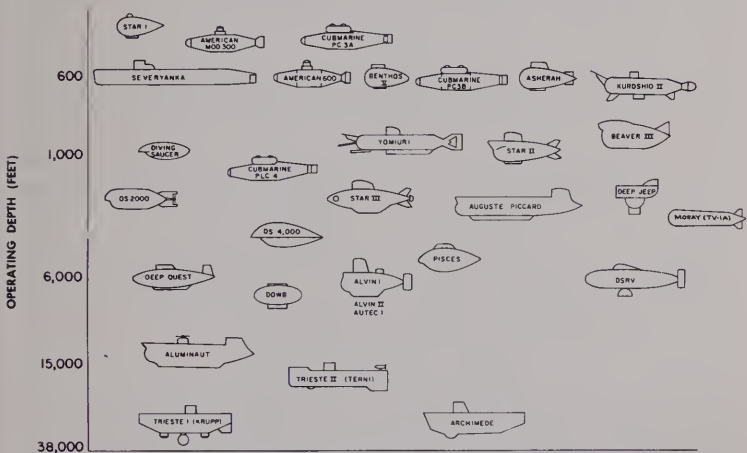 OPERATING DEPTH (FEET)
STAR I
AMERICAN
MOD 300
CUBMARINE
PC 3A
600
SEVERYANKA
AMERICAN 600
BENTHOS
V
CUBMARINE
PC3B
ASHERAH
KUROSHIO II
1,000
DIVING
SAUCER
YOMIURI
STAR II
BEAVER III
CUBMARINE
PLC 4
DS 2000
STAR III
AUGUSTE PICCARD
DEEP JEEP
MORAY (TV-1A)
DS 4,000
PISCES
6,000
DEEP QUEST
DOWB
ALVIN I
ALVIN II
AUTEC I
DSRV
15,000
ALUMINAUT
TRIESTE II (TERNI)
TRIESTE I (KRUPP)
ARCHIMEDE
38,000